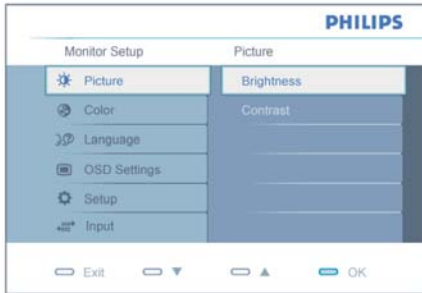 PHILIPS
Monitor Setup
Picture
Picture
Brightness
Color
Contrast
Language
OSD Settings
Setup
Input
Exit ▼ ▲ OK